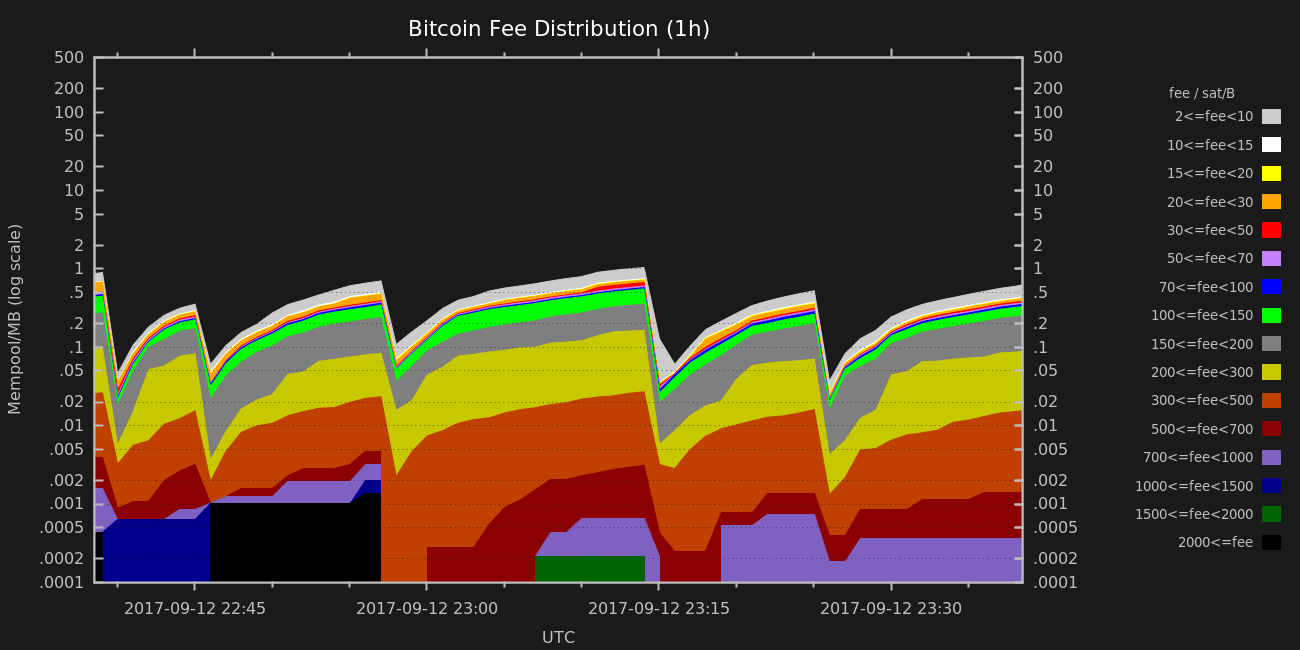 Bitcoin Fee Distribution (1h)
500 500
200 200
100 100
50 50
20 20
10 10
5 5
2 2
1 1
.5 .5
.2 .2
.1 .1
.05 .05
.02 .02
.01 .01
.005 .005
.002 .002
.001 .001
.0005 .0005
.0002 .0002
.0001 .0001
Mempool/MB (log scale)
2017-09-12 22:45 2017-09-12 23:00 2017-09-12 23:15 2017-09-12 23:30
UTC
fee / sat/B
2<=fee<10
10<=fee<15
15<=fee<20
20<=fee<30
30<=fee<50
50<=fee<70
70<=fee<100
100<=fee<150
150<=fee<200
200<=fee<300
300<=fee<500
500<=fee<700
700<=fee<1000
1000<=fee<1500
1500<=fee<2000
2000<=fee